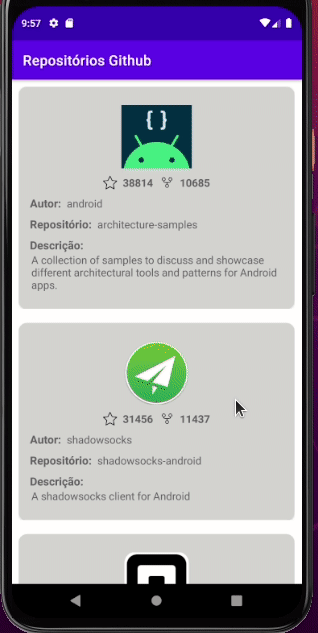 9:57
Repositórios Github
{ }
38814 10685
Autor: android
Repositório: architecture-samples
Descrição:
A collection of samples to discuss and showcase
different architectural tools and patterns for Android
apps.
31456 11437
Autor: shadowsocks
Repositório: shadowsocks-android
Descrição:
A shadowsocks client for Android